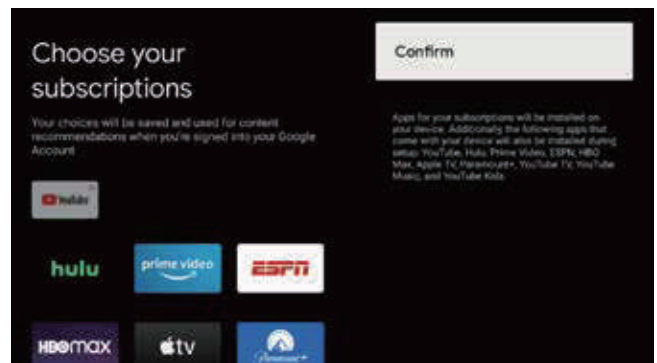 Choose your
subscriptions
Your choices will be saved and used for content
recommendations when you're signed into your Google
Account
YouTube
hulu
prime video
ESPN
HBOmax
tv
Paramount+
Confirm
Apps for your subscriptions will be installed on
your device. Additionally the following apps that
come with your device will also be installed during
setup: YouTube, Hulu, Prime Video, ESPN, HBO
Max, Apple TV, Paramount+, YouTube TV, YouTube
Music, and YouTube Kids